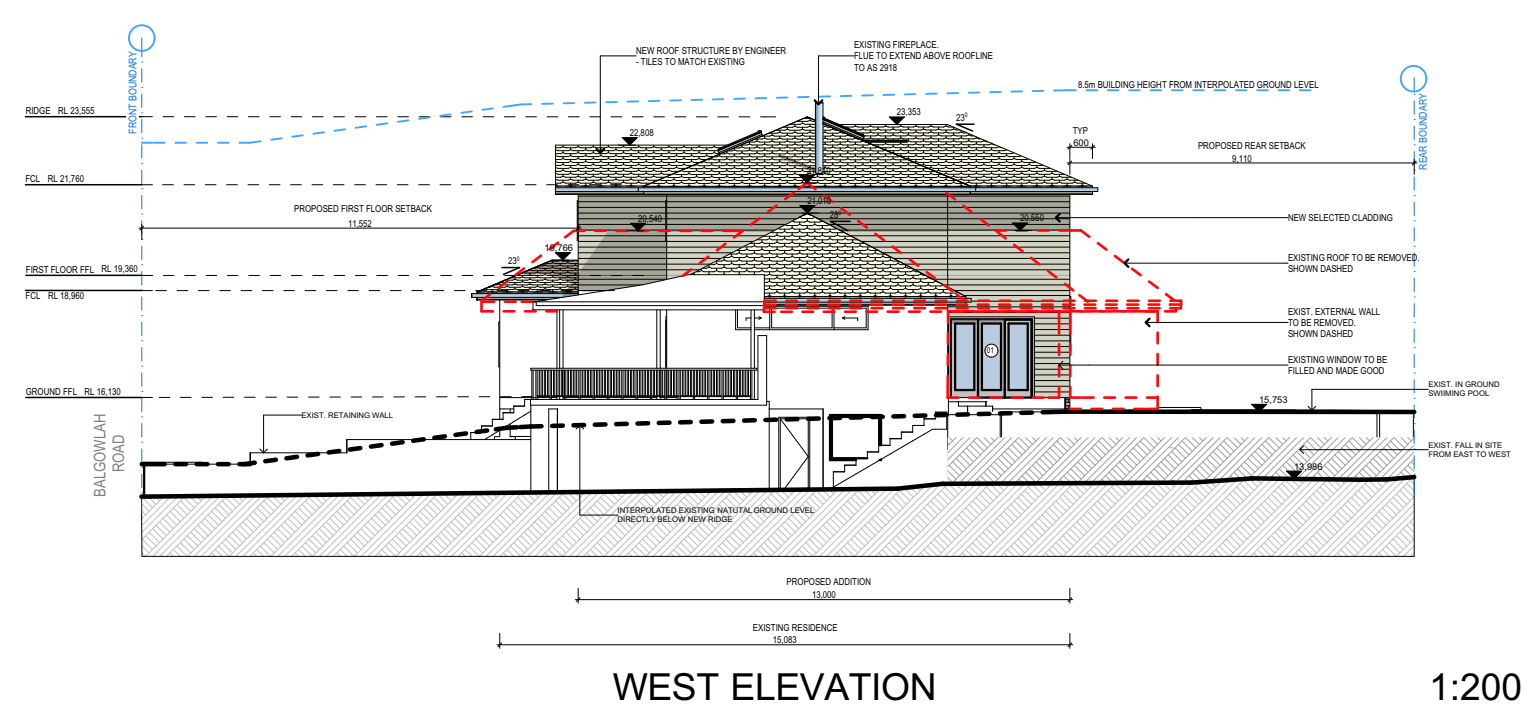 NEW ROOF STRUCTURE BY ENGINEER
- TILES TO MATCH EXISTING
EXISTING FIREPLACE.
FLUE TO EXTEND ABOVE ROOFLINE
TO AS 2918
8.5m BUILDING HEIGHT FROM INTERPOLATED GROUND LEVEL
FRONT BOUNDARY
REAR BOUNDARY
RIDGE RL 23,555
23,353
23⁰
22,808
TYP
600
PROPOSED REAR SETBACK
9,110
FCL RL 21,760
PROPOSED FIRST FLOOR SETBACK
11,552
20,540
28⁰
20,550
NEW SELECTED CLADDING
19,766
23⁰
FIRST FLOOR FFL RL 19,360
EXISTING ROOF TO BE REMOVED.
SHOWN DASHED
FCL RL 18,960
EXIST. EXTERNAL WALL
TO BE REMOVED.
SHOWN DASHED
01
EXISTING WINDOW TO BE
FILLED AND MADE GOOD
GROUND FFL RL 16,130
15,753
EXIST. IN GROUND
SWIIMING POOL
EXIST. RETAINING WALL
BALGOWLAH
ROAD
EXIST. FALL IN SITE
FROM EAST TO WEST
13,986
INTERPOLATED EXISTING NATUTAL GROUND LEVEL
DIRECTLY BELOW NEW RIDGE
PROPOSED ADDITION
13,000
EXISTING RESIDENCE
15,083
WEST ELEVATION
1:200